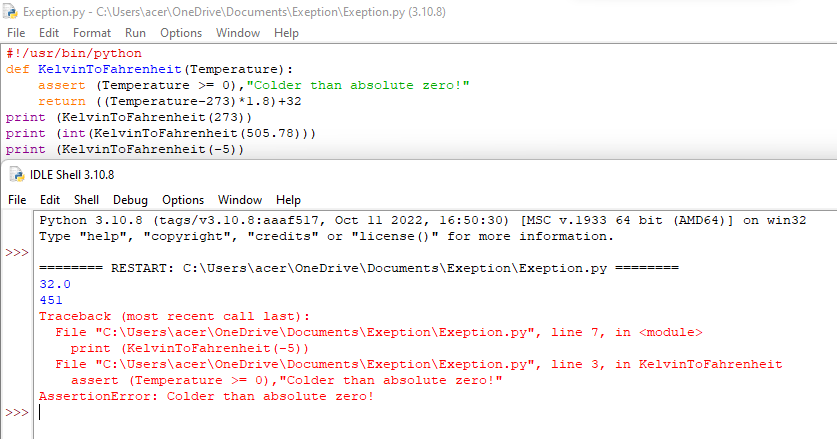 Exeption.py - C:\Users\acer\OneDrive\Documents\Exeption\Exeption.py (3.10.8)
File Edit Format Run Options Window Help
#!/usr/bin/python
def KelvinToFahrenheit(Temperature):
    assert (Temperature >= 0),"Colder than absolute zero!"
    return ((Temperature-273)*1.8)+32
print (KelvinToFahrenheit(273))
print (int(KelvinToFahrenheit(505.78)))
print (KelvinToFahrenheit(-5))
IDLE Shell 3.10.8
File Edit Shell Debug Options Window Help
Python 3.10.8 (tags/v3.10.8:aaaf517, Oct 11 2022, 16:50:30) [MSC v.1933 64 bit (AMD64)] on win32
Type "help", "copyright", "credits" or "license()" for more information.
>>>
======== RESTART: C:\Users\acer\OneDrive\Documents\Exeption\Exeption.py ========
32.0
451
Traceback (most recent call last):
  File "C:\Users\acer\OneDrive\Documents\Exeption\Exeption.py", line 7, in <module>
    print (KelvinToFahrenheit(-5))
  File "C:\Users\acer\OneDrive\Documents\Exeption\Exeption.py", line 3, in KelvinToFahrenheit
    assert (Temperature >= 0),"Colder than absolute zero!"
AssertionError: Colder than absolute zero!
>>>